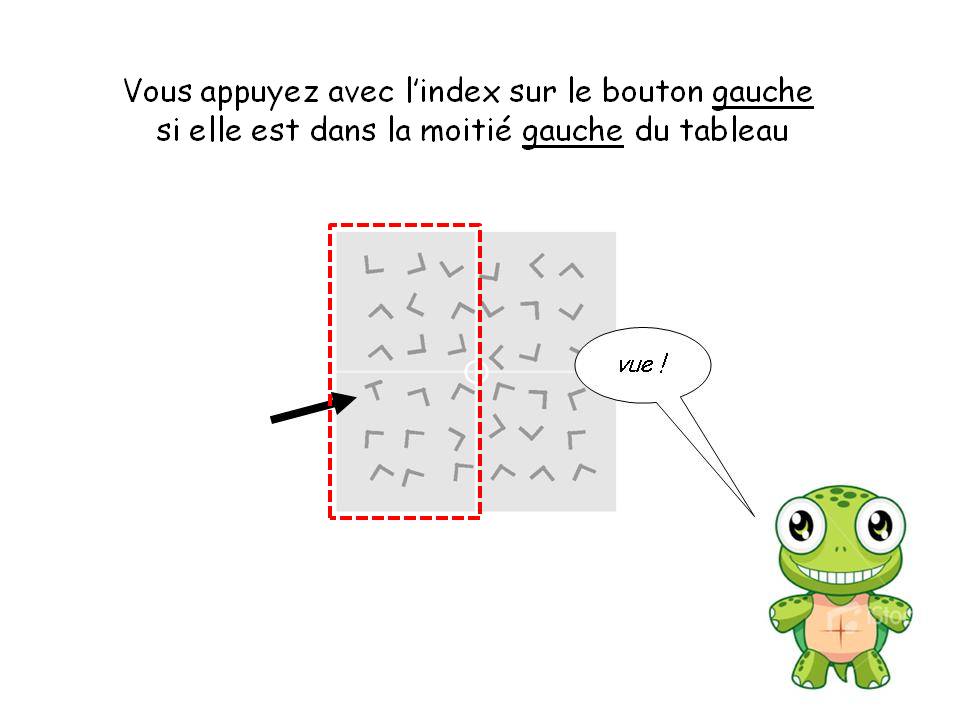 Vous appuyez avec l'index sur le bouton gauche
si elle est dans la moitié gauche du tableau
vue !